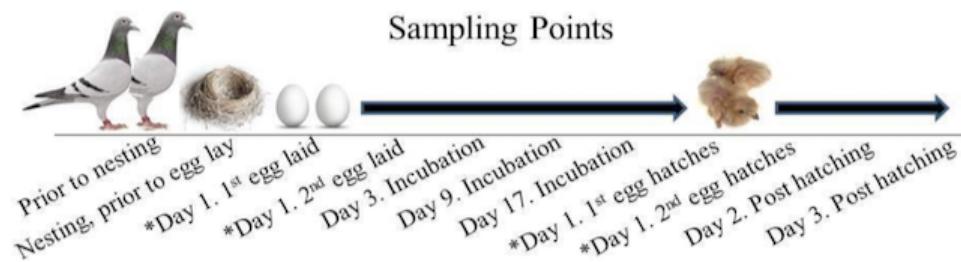 Sampling Points
Prior to nesting
Nesting, prior to egg lay
*Day 1. 1st egg laid
*Day 1. 2nd egg laid
Day 3. Incubation
Day 9. Incubation
Day 17. Incubation
*Day 1. 1st egg hatches
*Day 1. 2nd egg hatches
Day 2. Post hatching
Day 3. Post hatching